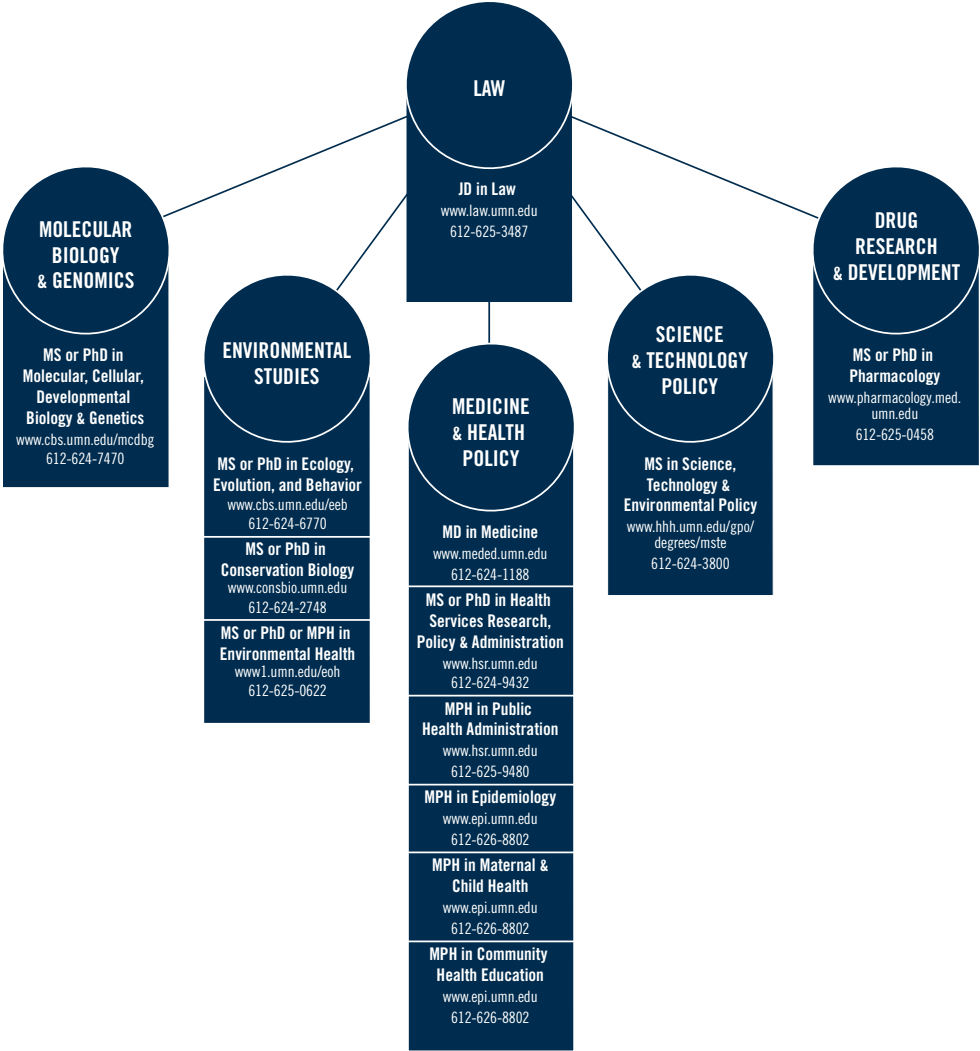 LAW
JD in Law
www.law.umn.edu
612-625-3487
MOLECULAR
BIOLOGY
& GENOMICS
MS or PhD in
Molecular, Cellular,
Developmental
Biology & Genetics
www.cbs.umn.edu/mcdbg
612-624-7470
ENVIRONMENTAL
STUDIES
MS or PhD in Ecology,
Evolution, and Behavior
www.cbs.umn.edu/eeb
612-624-6770
MS or PhD in
Conservation Biology
www.consbio.umn.edu
612-624-2748
MS or PhD or MPH in
Environmental Health
www1.umn.edu/eoh
612-625-0622
MEDICINE
& HEALTH
POLICY
MD in Medicine
www.meded.umn.edu
612-624-1188
MS or PhD in Health
Services Research,
Policy & Administration
www.hsr.umn.edu
612-624-9432
MPH in Public
Health Administration
www.hsr.umn.edu
612-625-9480
MPH in Epidemiology
www.epi.umn.edu
612-626-8802
MPH in Maternal &
Child Health
www.epi.umn.edu
612-626-8802
MPH in Community
Health Education
www.epi.umn.edu
612-626-8802
SCIENCE
& TECHNOLOGY
POLICY
MS in Science,
Technology &
Environmental Policy
www.hhh.umn.edu/gpo/
degrees/mste
612-624-3800
DRUG
RESEARCH
& DEVELOPMENT
MS or PhD in
Pharmacology
www.pharmacology.med.
umn.edu
612-625-0458